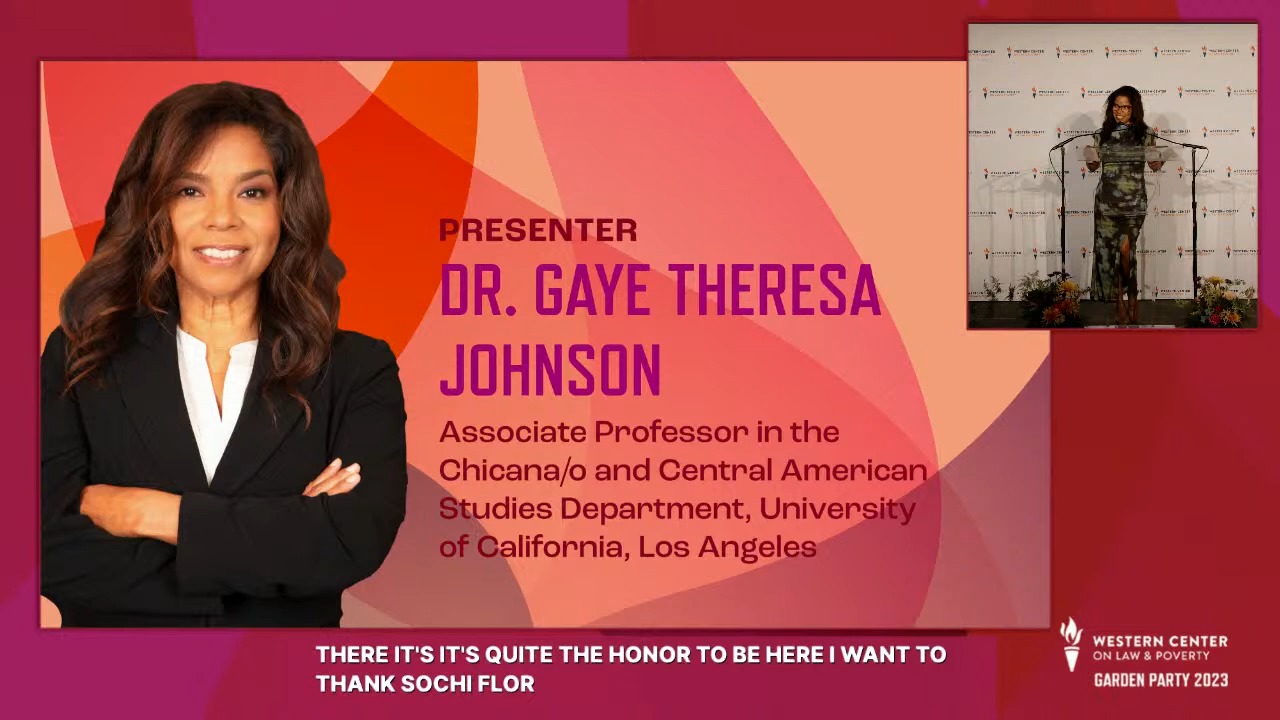 PRESENTER
DR. GAYE THERESA
JOHNSON
Associate Professor in the
Chicana/o and Central American
Studies Department, University
of California, Los Angeles
THERE IT'S IT'S QUITE THE HONOR TO BE HERE I WANT TO
THANK SOCHI FLOR
WESTERN CENTER
ON LAW & POVERTY
GARDEN PARTY 2023